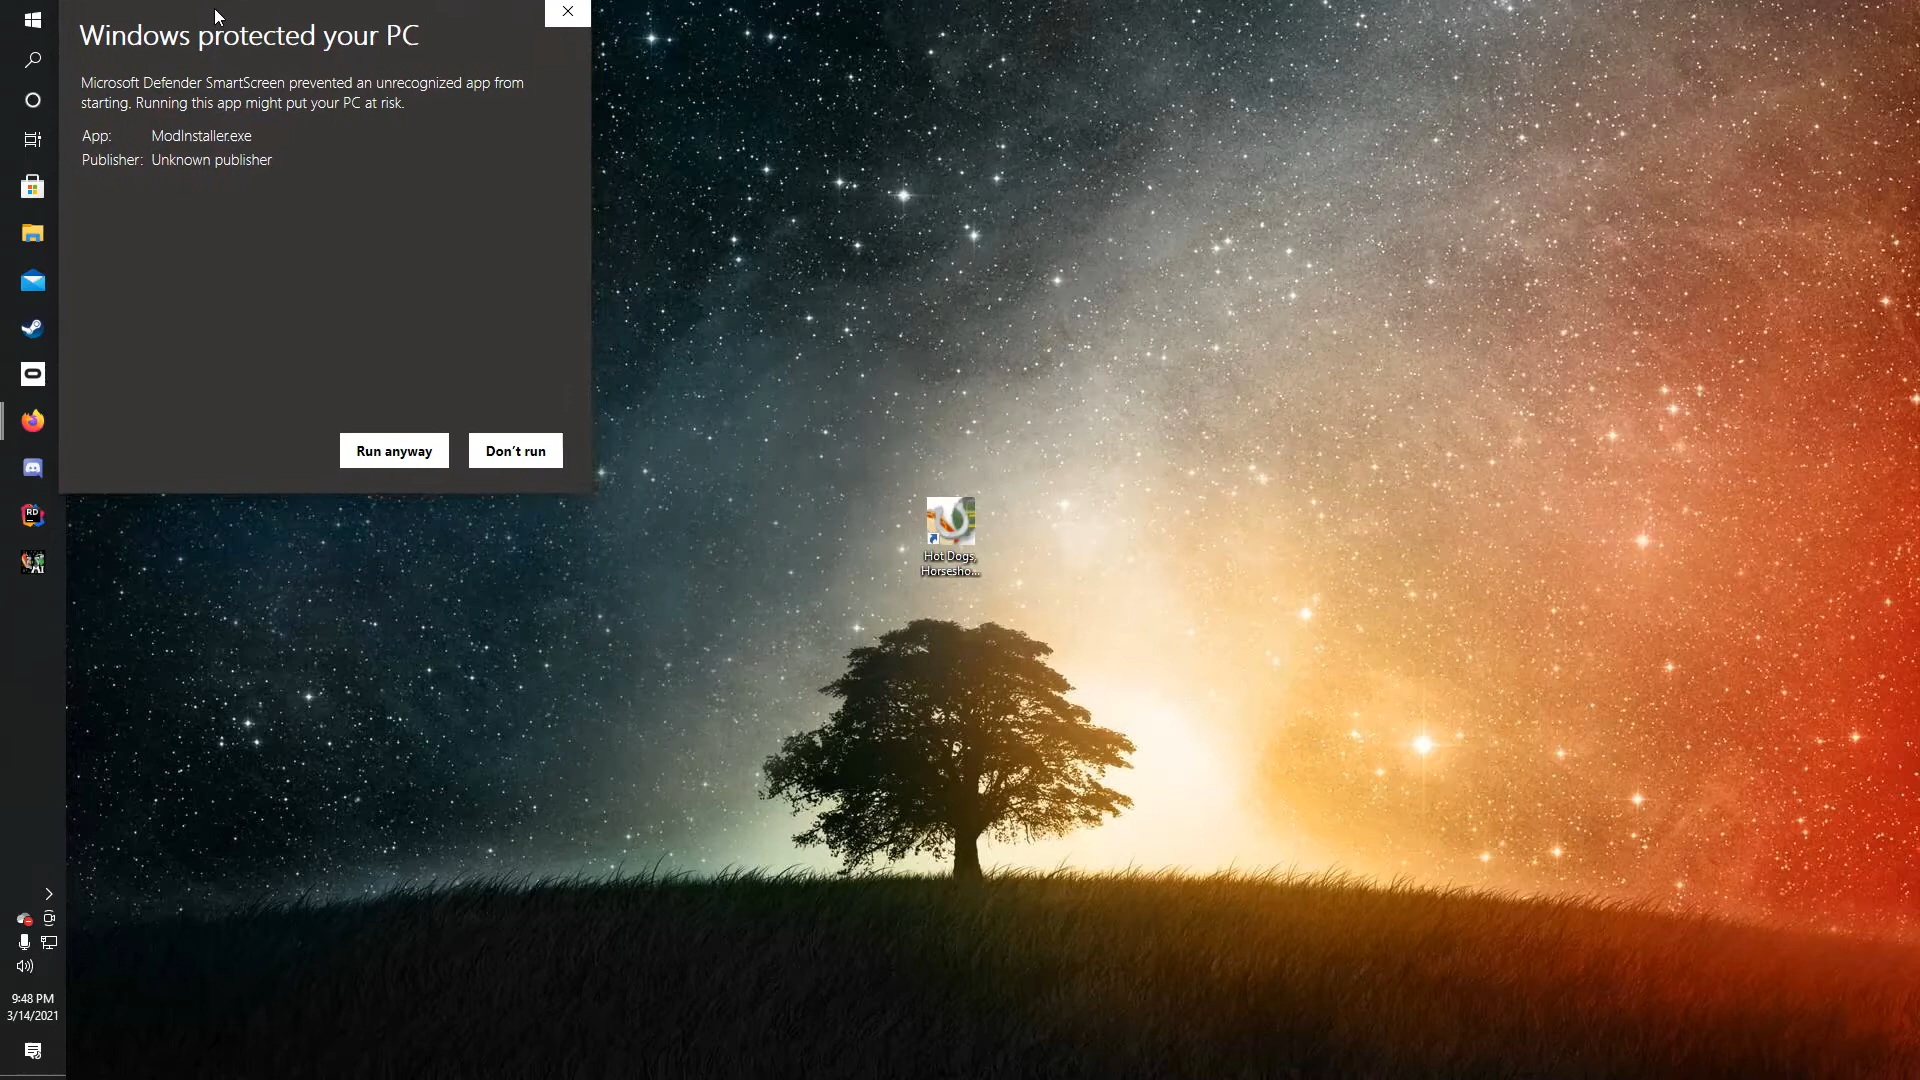 Windows protected your PC
Microsoft Defender SmartScreen prevented an unrecognized app from
starting. Running this app might put your PC at risk.
App: ModInstaller.exe
Publisher: Unknown publisher
Run anyway Don’t run
Hot Dogs,
Horsesho...
RD
AI
9:48 PM
3/14/2021